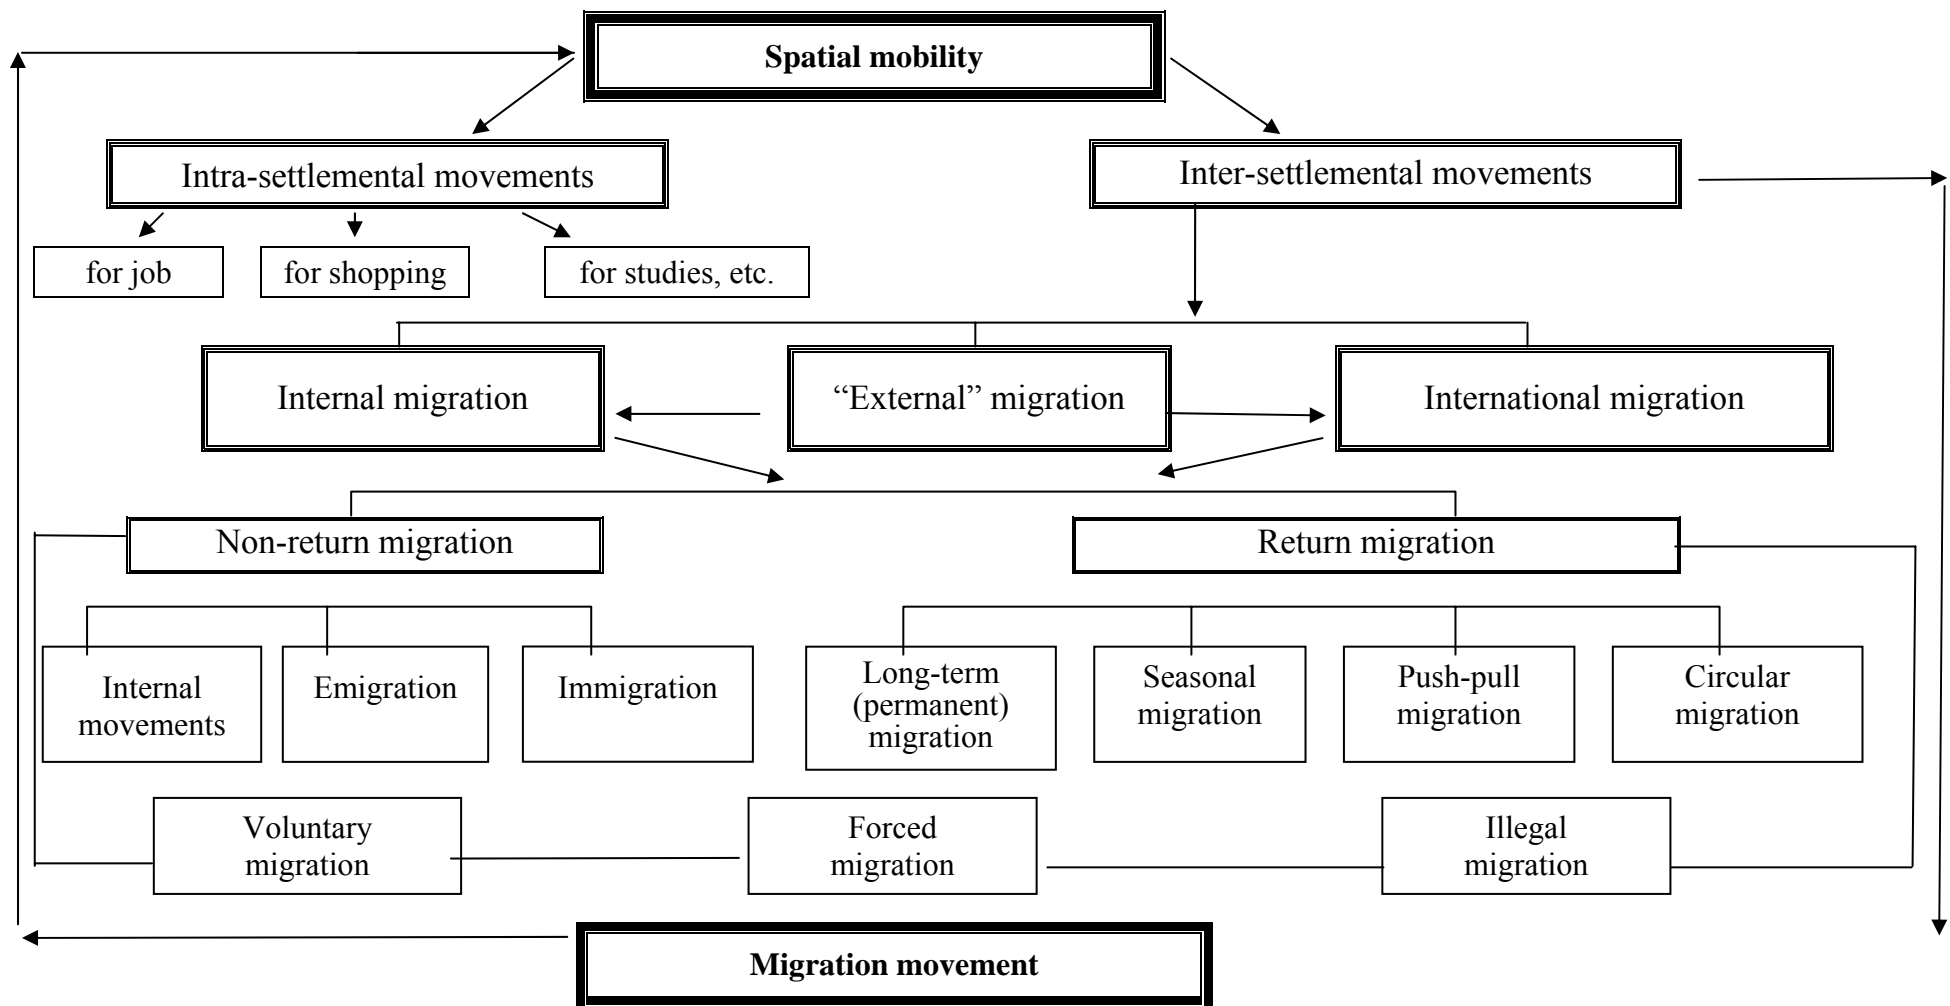 Spatial mobility
Intra-settlemental movements
Inter-settlemental movements
for job
for shopping
for studies, etc.
Internal migration
“External” migration
International migration
Non-return migration
Return migration
Internal
movements
Emigration
Immigration
Long-term
(permanent)
migration
Seasonal
migration
Push-pull
migration
Circular
migration
Voluntary
migration
Forced
migration
Illegal
migration
Migration movement